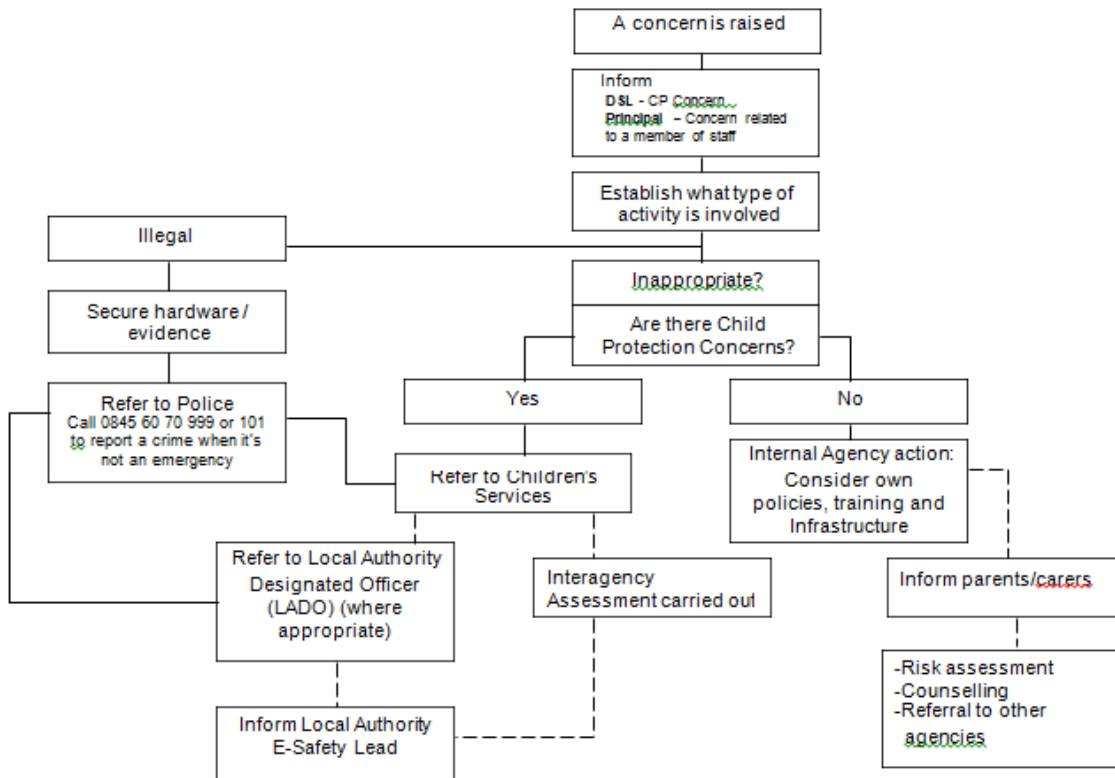 A concern is raised
Inform
DSL - CP Concern
Principal – Concern related
to a member of staff
Establish what type of
activity is involved
Illegal
Inappropriate?
Secure hardware /
evidence
Are there Child
Protection Concerns?
Refer to Police
Call 0845 60 70 999 or 101
to report a crime when it's
not an emergency
Yes
No
Refer to Children's
Services
Internal Agency action:
Consider own
policies, training and
Infrastructure
Refer to Local Authority
Designated Officer
(LADO) (where
appropriate)
Interagency
Assessment carried out
Inform parents/carers
-Risk assessment
-Counselling
-Referral to other
agencies
Inform Local Authority
E-Safety Lead